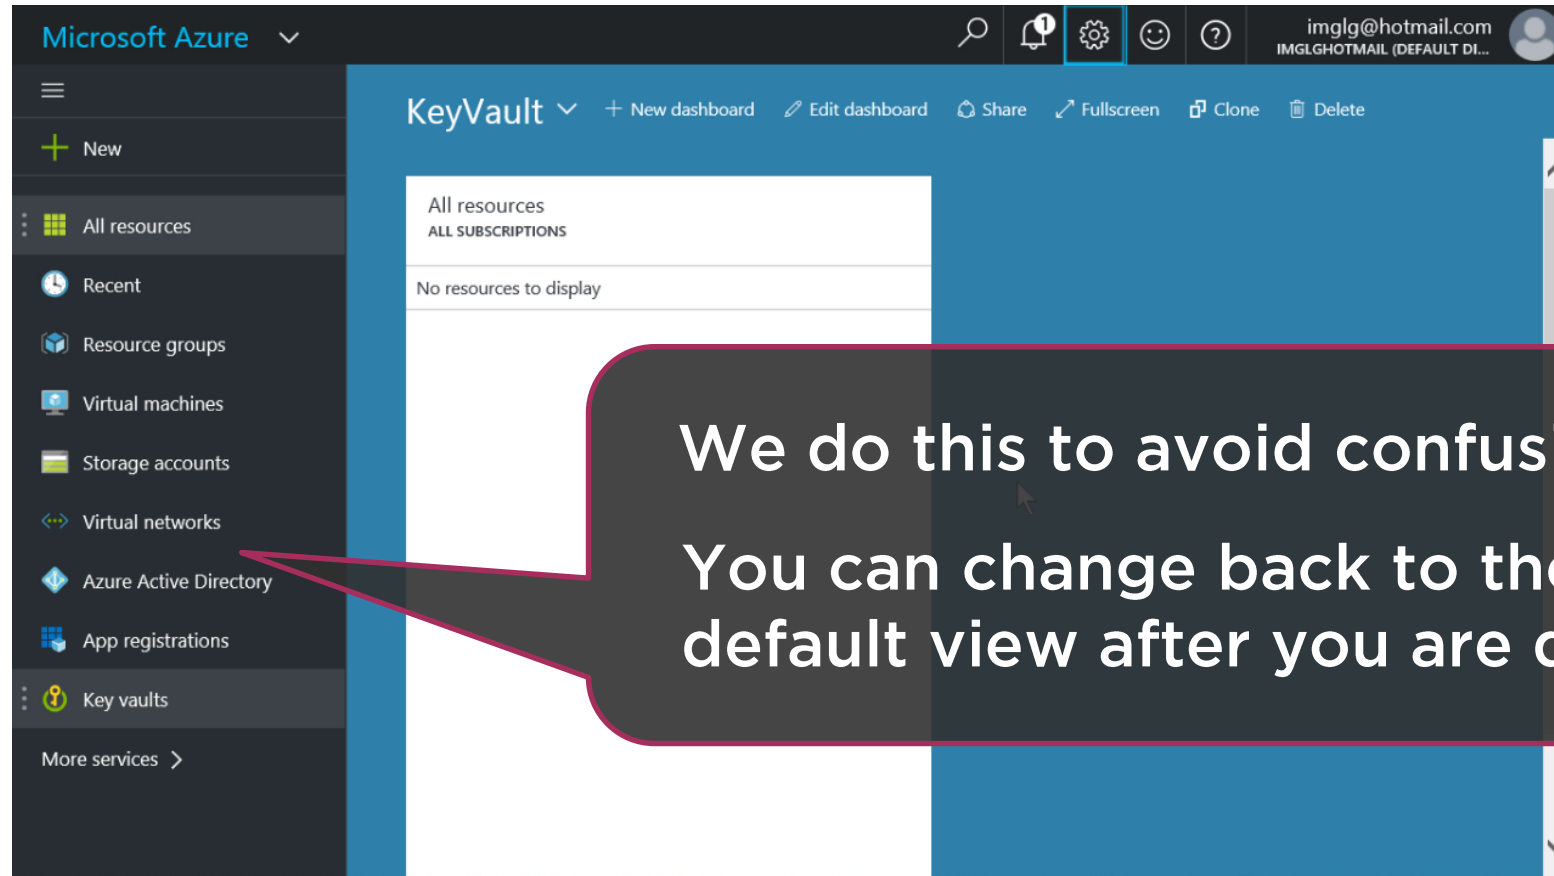 Microsoft Azure
1
imglg@hotmail.com
IMGLGHOTMAIL (DEFAULT DI...
KeyVault
New dashboard
Edit dashboard
Share
Fullscreen
Clone
Delete
New
All resources
Recent
Resource groups
Virtual machines
Storage accounts
Virtual networks
Azure Active Directory
App registrations
Key vaults
More services
All resources
ALL SUBSCRIPTIONS
No resources to display
We do this to avoid
You can change back to
default view after you are